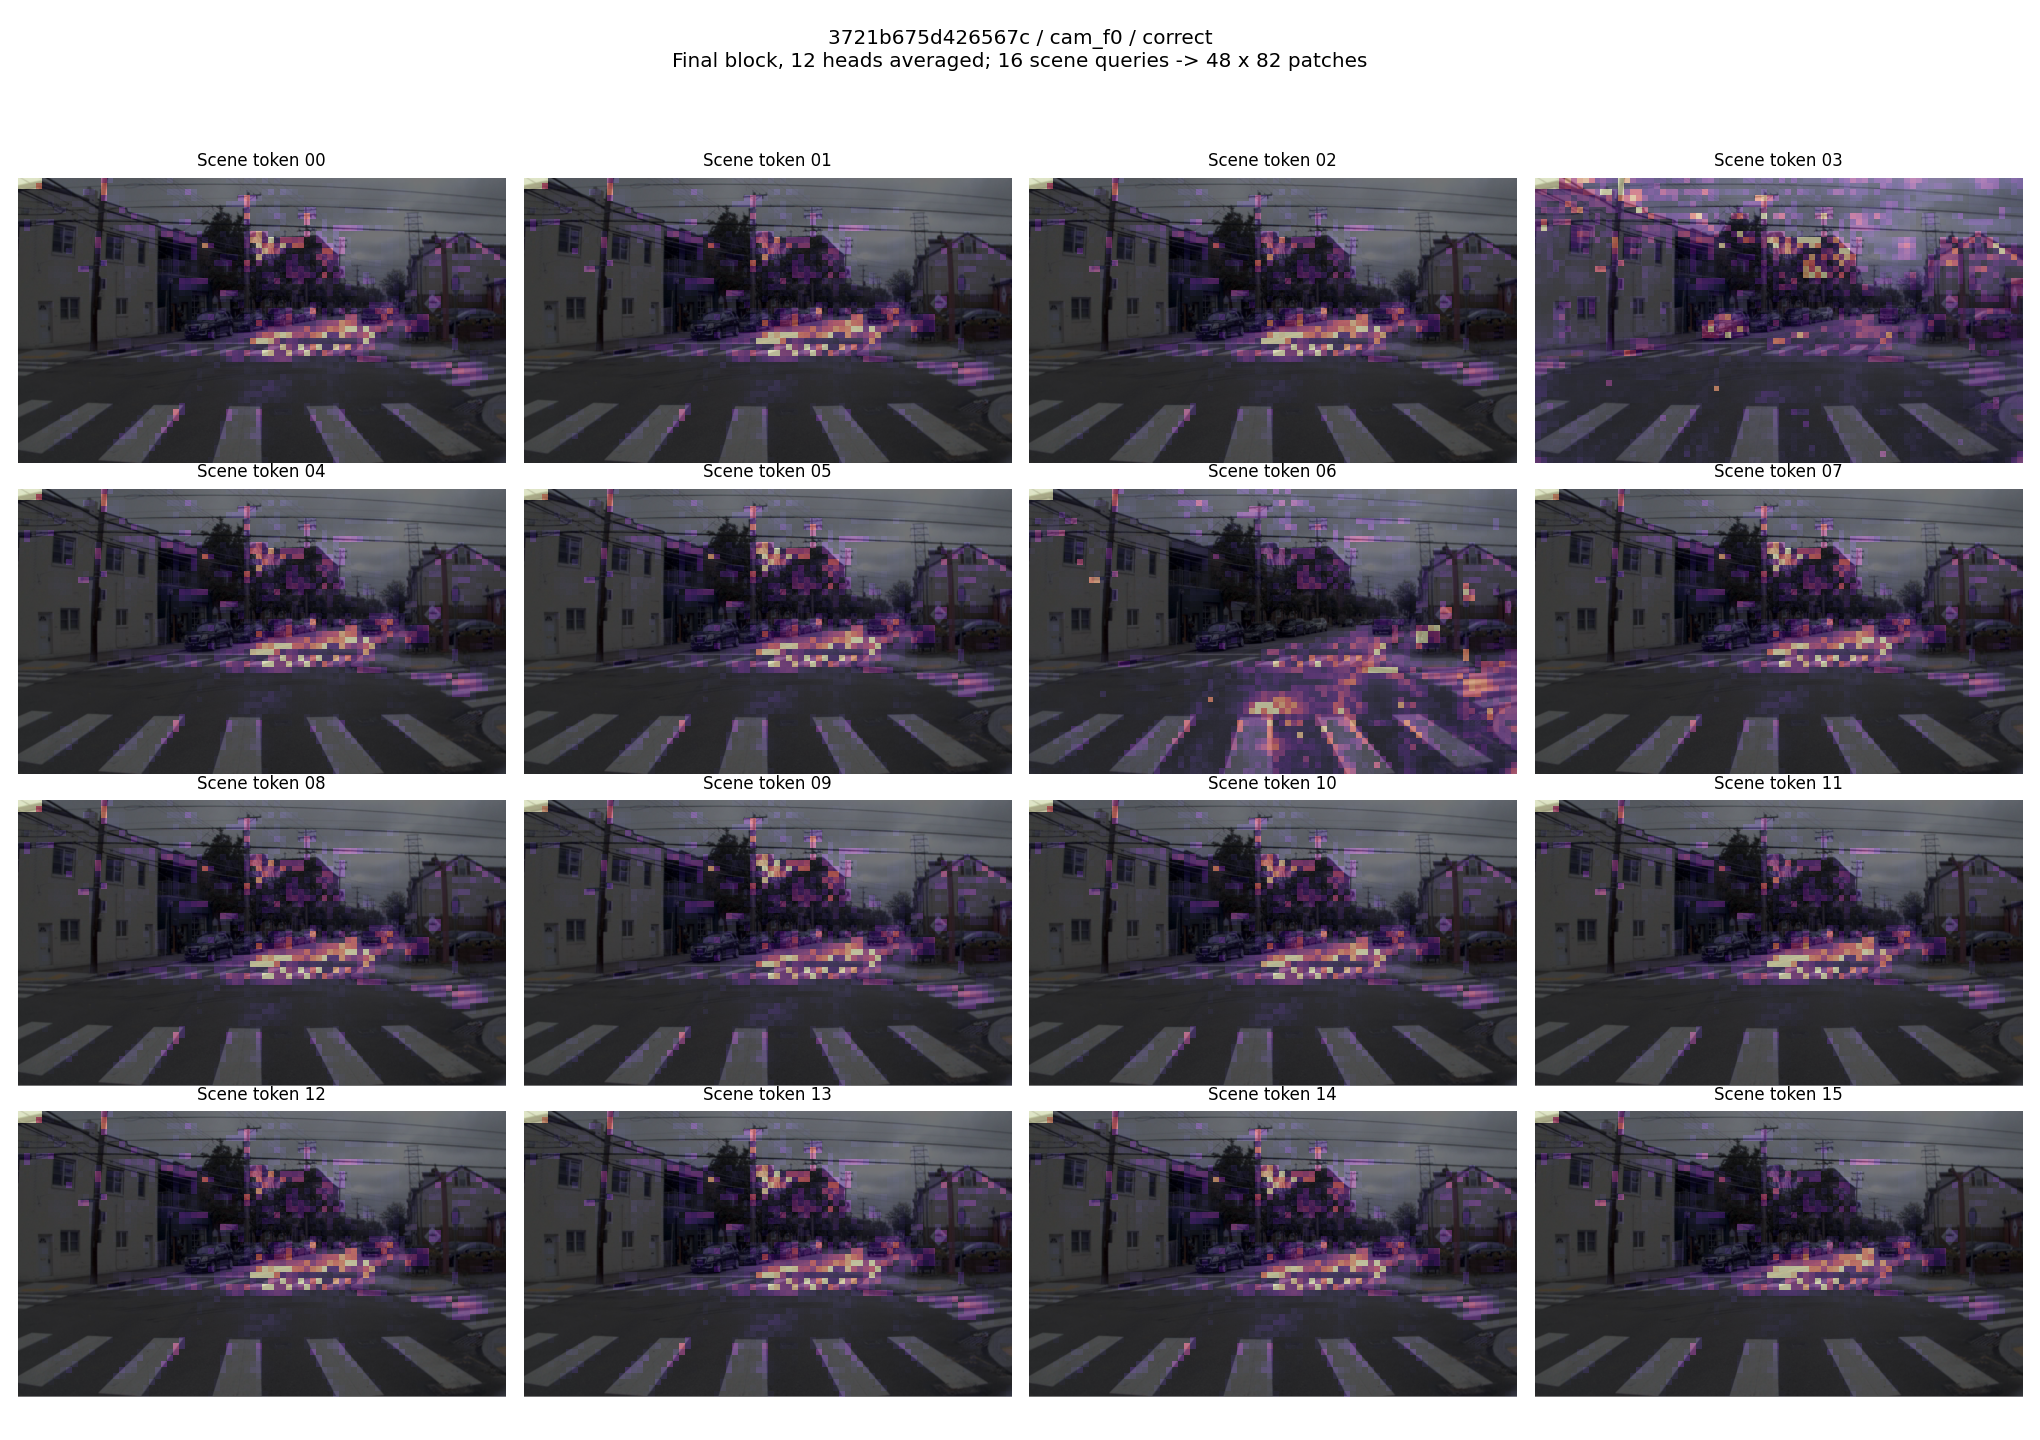 3721b675d426567c / cam_f0 / correct
Final block, 12 heads averaged; 16 scene queries -> 48 x 82 patches
Scene token 00
Scene token 01
Scene token 02
Scene token 03
Scene token 04
Scene token 05
Scene token 06
Scene token 07
Scene token 08
Scene token 09
Scene token 10
Scene token 11
Scene token 12
Scene token 13
Scene token 14
Scene token 15